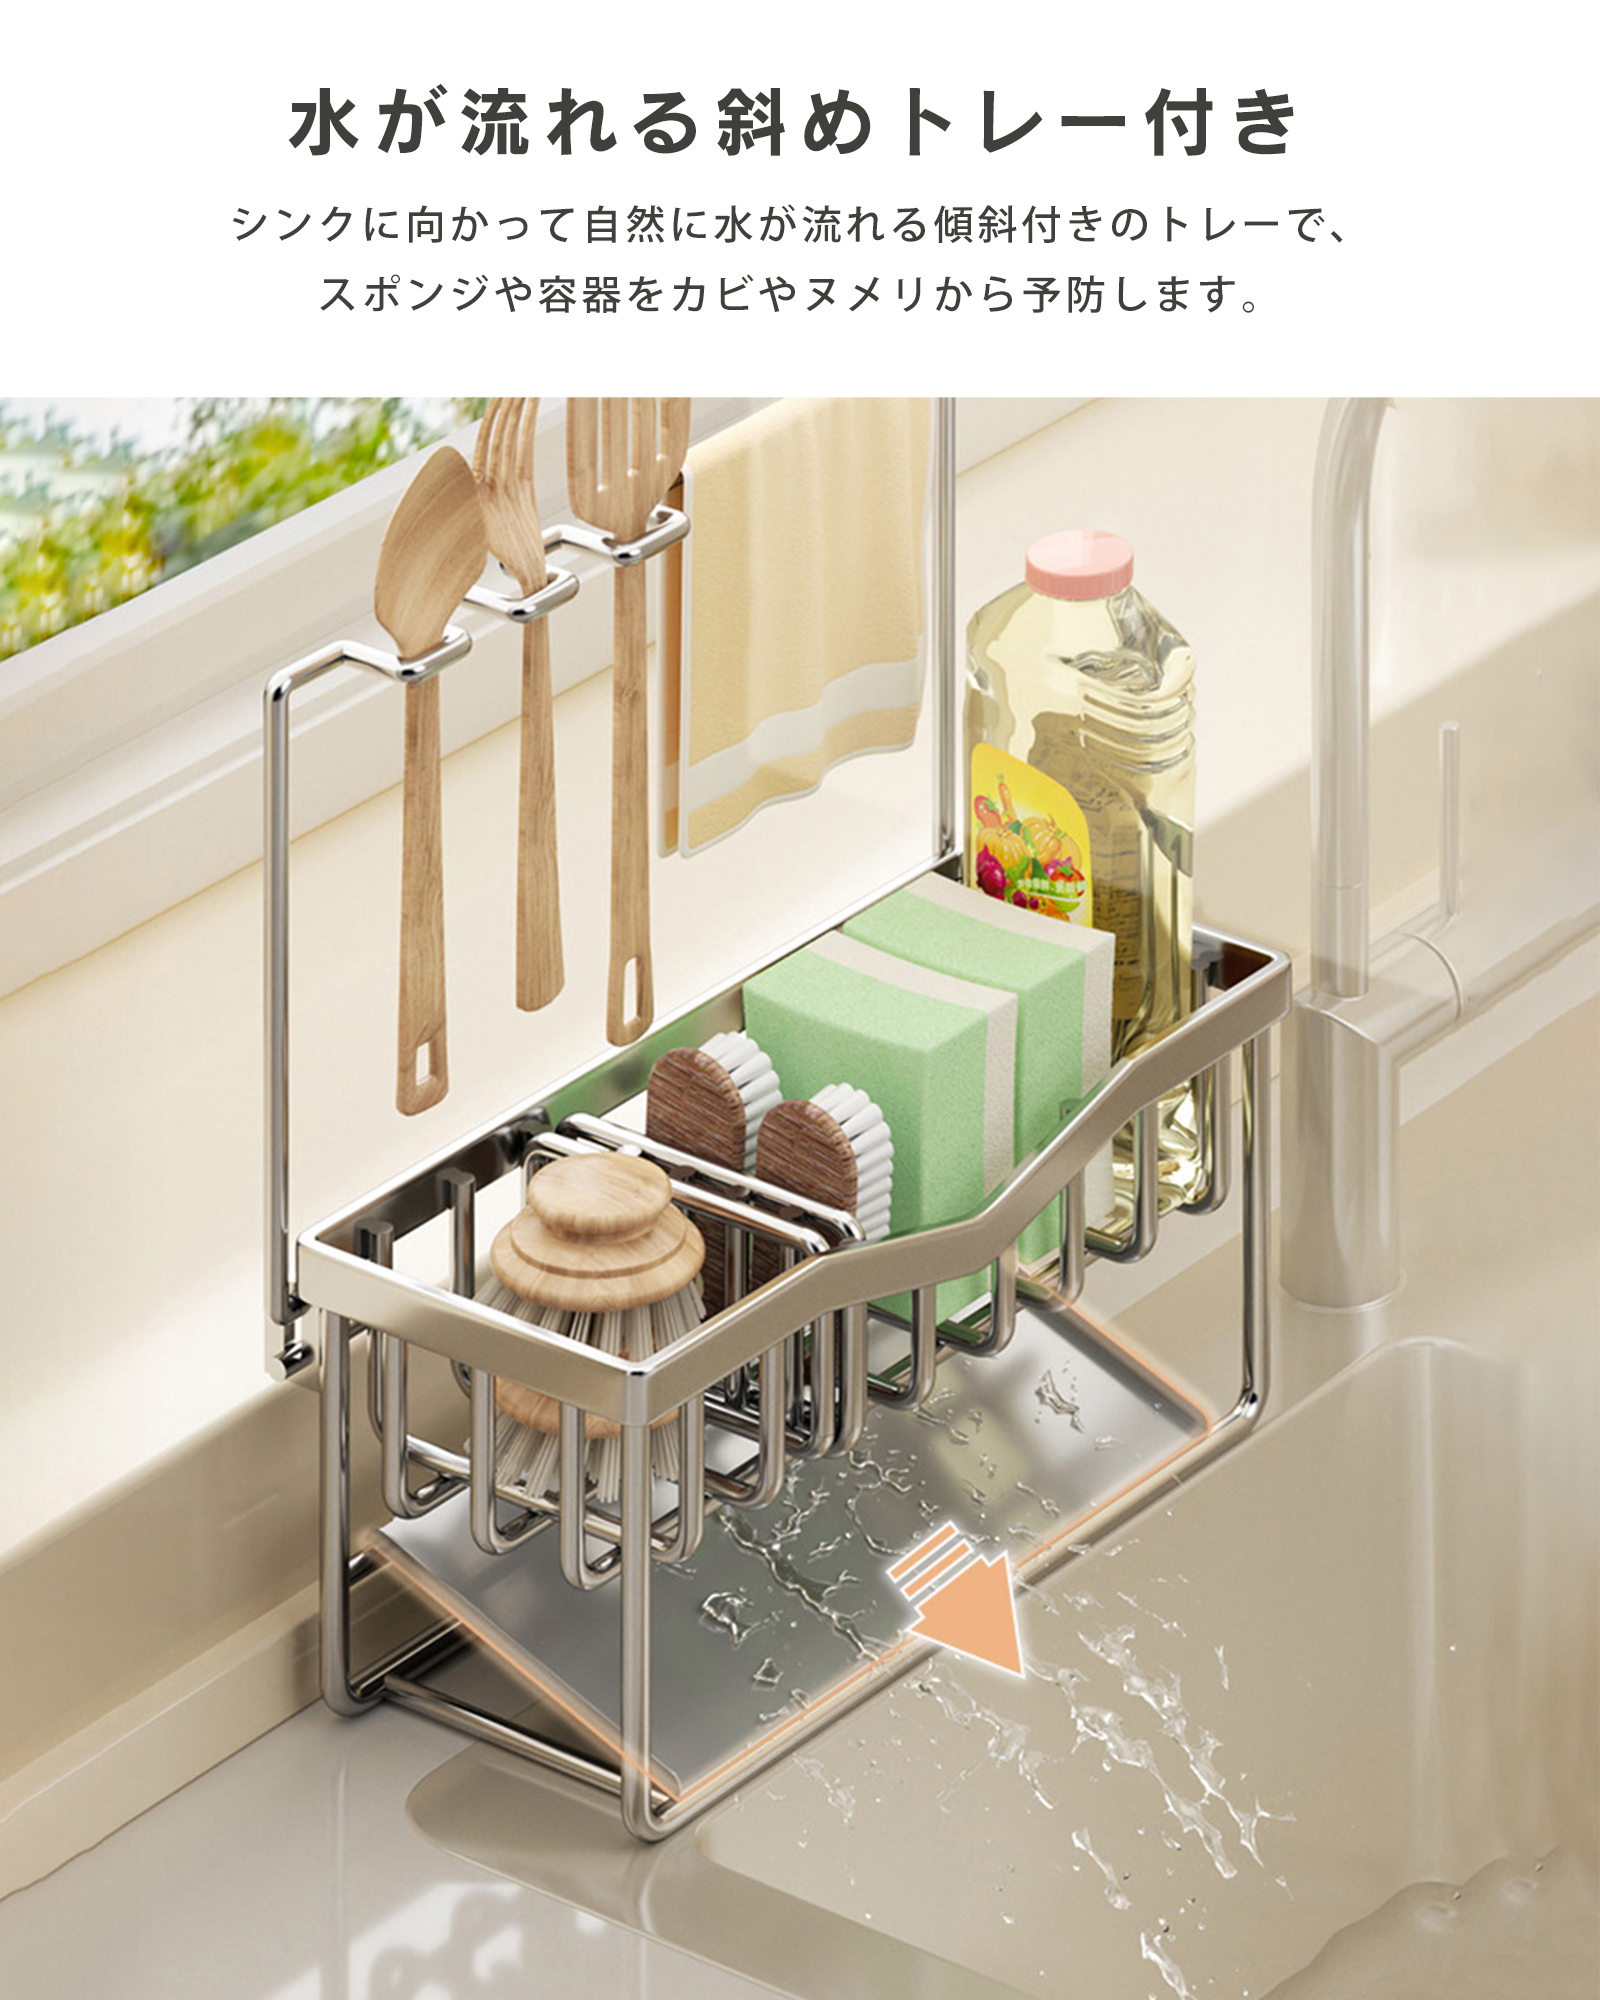 水が流れる斜めトレー付き
シンクに向かって自然に水が流れる傾斜付きのトレーで、
スポンジや容器をカビやヌメリから予防します。